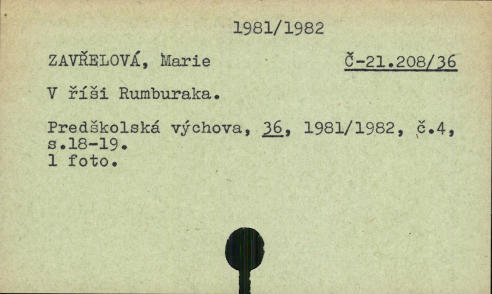 1981/1982
ZAVŘELOVÁ, Marie Č-21.208/36
V říši Rumburaka.
Predškolská výchova, 36, 1981/1982, č.4,
s.18-19.
1 foto.